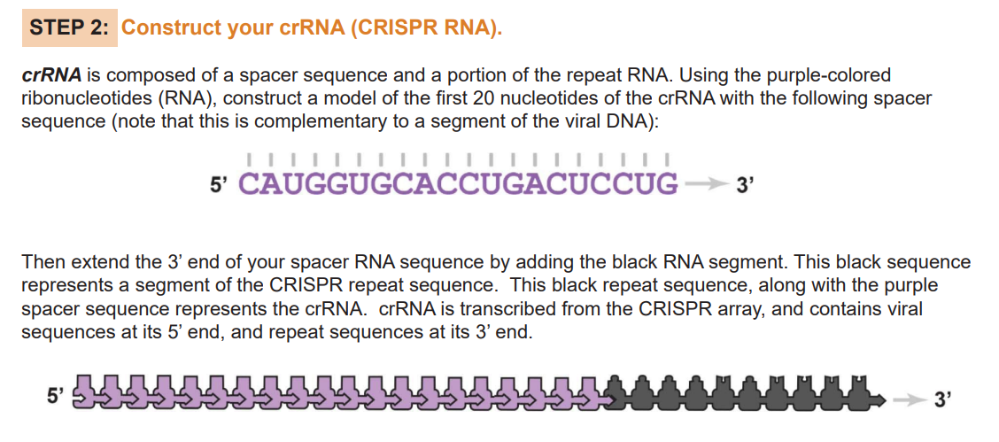 STEP 2: Construct your crRNA (CRISPR RNA).
crRNA is composed of a spacer sequence and a portion of the repeat RNA. Using the purple-colored
ribonucleotides (RNA), construct a model of the first 20 nucleotides of the crRNA with the following spacer
sequence (note that this is complementary to a segment of the viral DNA):
5’ CAUGGUGCACCUGACUCCUG 3’
Then extend the 3’ end of your spacer RNA sequence by adding the black RNA segment. This black sequence
represents a segment of the CRISPR repeat sequence.  This black repeat sequence, along with the purple
spacer sequence represents the crRNA.  crRNA is transcribed from the CRISPR array, and contains viral
sequences at its 5’ end, and repeat sequences at its 3’ end.
5’ 3’